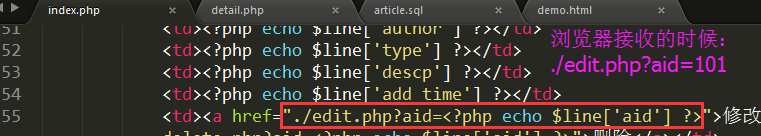 index.php × detail.php × article.sql × demo.html ×
51 <td><?php echo $line['author'] ?></td>
52 <td><?php echo $line['type'] ?></td>
53 <td><?php echo $line['descp'] ?></td>
54 <td><?php echo $line['add_time'] ?></td>
55 <td><a href="./edit.php?aid=<?php echo $line['aid'] ?>">修改
浏览器接收的时候：
./edit.php?aid=101
delete.php?aid=<?php echo $line['aid'] ?>">删除</a></td>